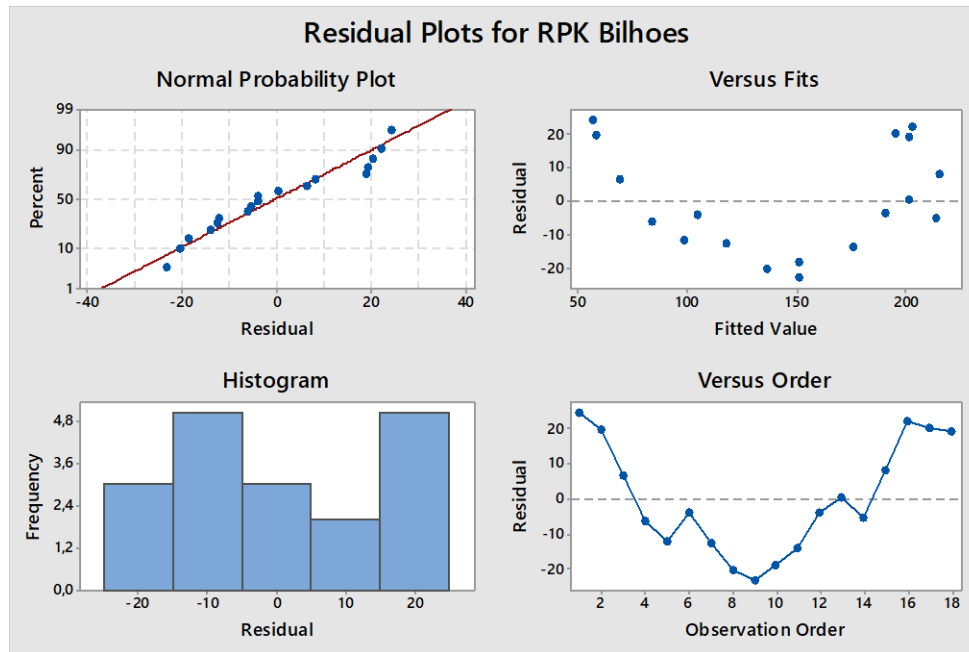 Residual Plots for RPK Bilhoes
Normal Probability Plot
99
90
50
10
1
Percent
-40 -20 0 20 40
Residual
Versus Fits
20
10
0
-10
-20
Residual
50 100 150 200
Fitted Value
Histogram
4,8
3,6
2,4
1,2
0,0
Frequency
-20 -10 0 10 20
Residual
Versus Order
20
10
0
-10
-20
Residual
2 4 6 8 10 12 14 16 18
Observation Order